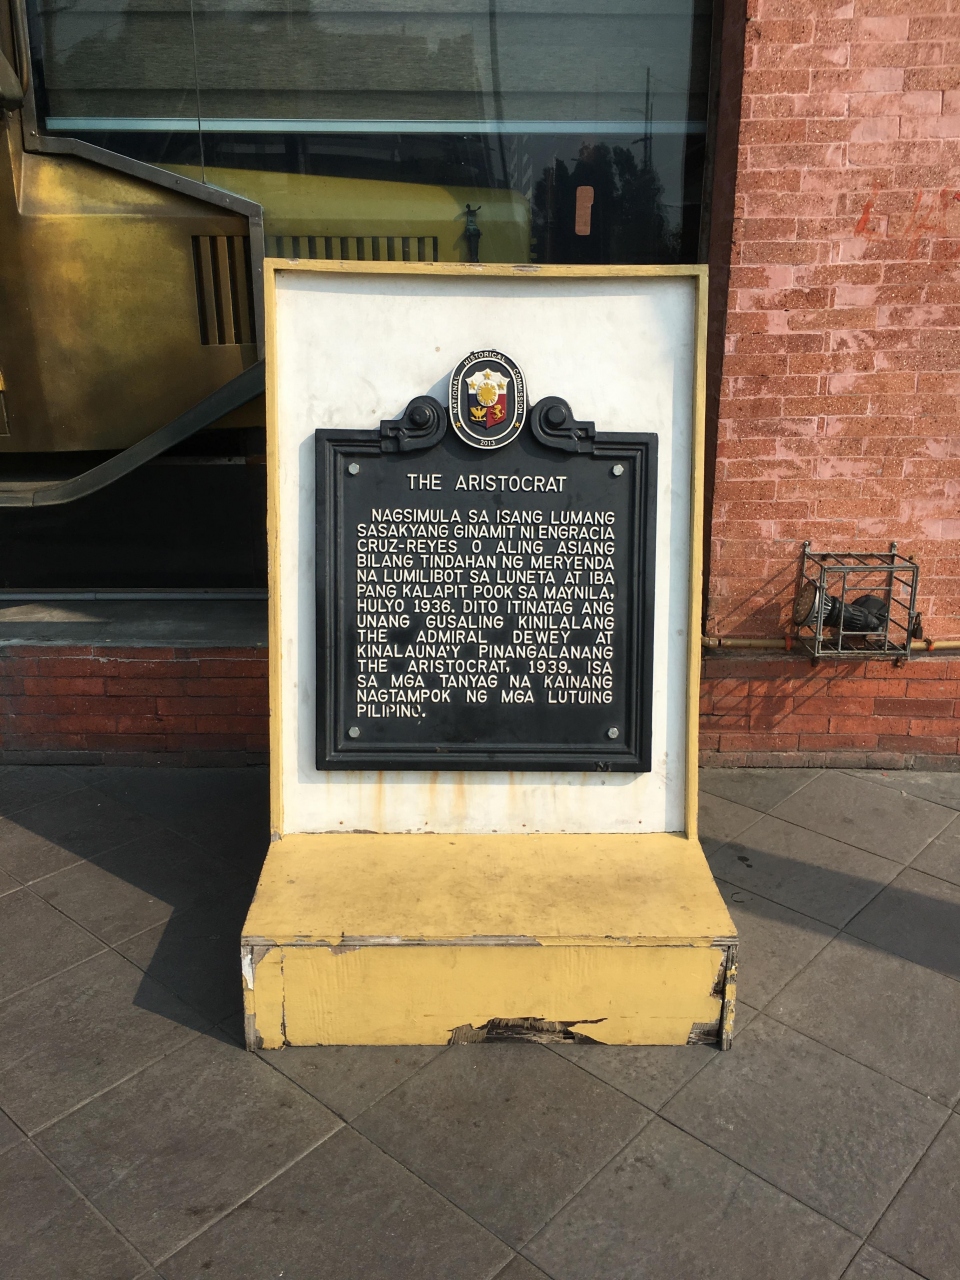 NATIONAL HISTORICAL COMMISSION
2013
THE ARISTOCRAT
NAGSIMULA SA ISANG LUMANG
SASAKYANG GINAMIT NI ENGRACIA
CRUZ-REYES O ALING ASIANG
BILANG TINDAHAN NG MERYENDA
NA LUMILIBOT SA LUNETA AT IBA
PANG KALAPIT POOK SA MAYNILA,
HULYO 1936. DITO ITINATAG ANG
UNANG GUSALING KINILALANG
THE ADMIRAL DEWEY AT
KINALAUNA'Y PINANGALANANG
THE ARISTOCRAT, 1939. ISA
SA MGA TANYAG NA KAINANG
NAGTAMPOK NG MGA LUTUING
PILIPINO.